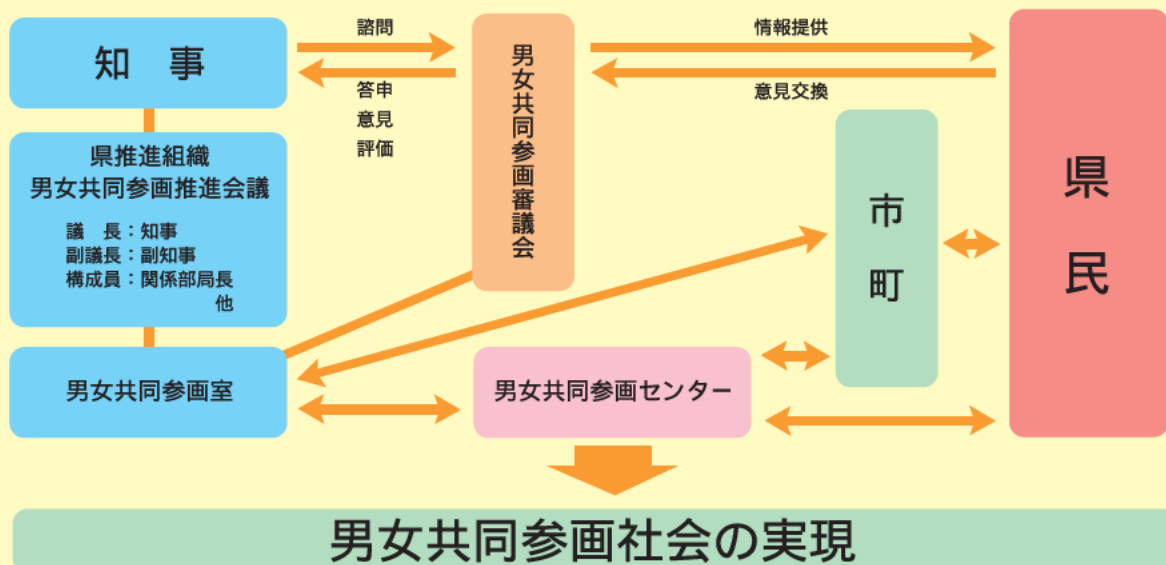 知　事
諮問
答申
意見
評価
男女共同参画審議会
情報提供
意見交換
県民
市町
県推進組織
男女共同参画推進会議
議　長：知事
副議長：副知事
構成員：関係部局長
他
男女共同参画室
男女共同参画センター
男女共同参画社会の実現